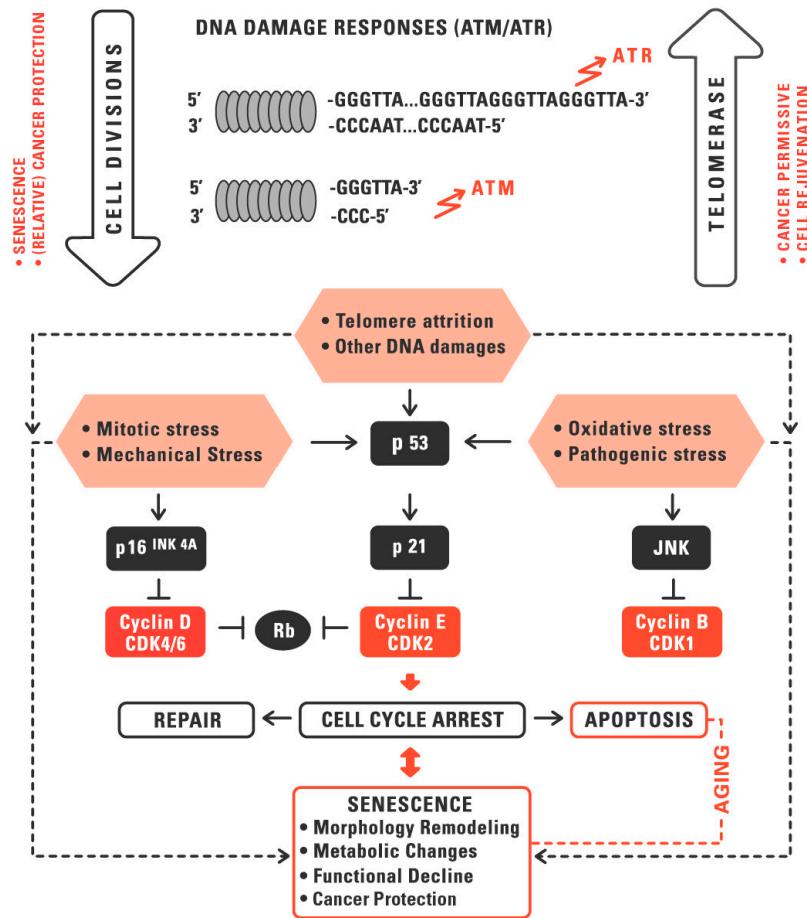 DNA DAMAGE RESPONSES (ATM/ATR)
• SENESCENCE
• (RELATIVE) CANCER PROTECTION
CELL DIVISIONS
ATR
5′ -GGGTTA...GGGTTAGGGTTAGGGTTA-3′
3′ -CCCAAT...CCCAAT-5′
5′ -GGGTTA-3′
ATM
3′ -CCC-5′
TELOMERASE
• CANCER PERMISSIVE
• CELL REJUVENATION
• Telomere attrition
• Other DNA damages
• Mitotic stress
• Mechanical Stress
p 53
• Oxidative stress
• Pathogenic stress
p16 INK 4A
p 21
JNK
Cyclin D
CDK4/6
Rb
Cyclin E
CDK2
Cyclin B
CDK1
REPAIR
CELL CYCLE ARREST
APOPTOSIS
AGING
SENESCENCE
• Morphology Remodeling
• Metabolic Changes
• Functional Decline
• Cancer Protection